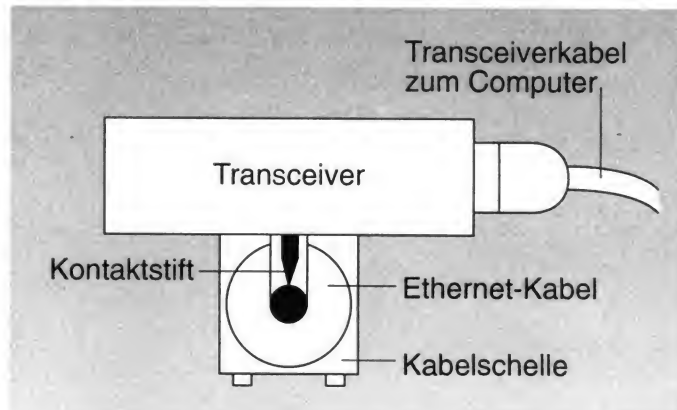 Transceiverkabel
zum Computer
Transceiver
Kontaktstift
Ethernet-Kabel
Kabelschelle